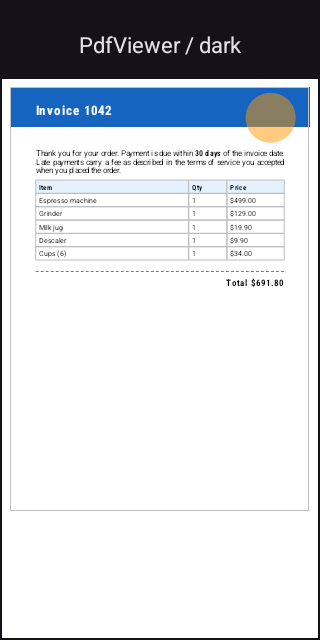 PdfViewer / dark
Invoice 1042
Thank you for your order. Payment is due within 30 days of the invoice date.
Late payments carry a fee as described in the terms of service you accepted
when you placed the order.
Item Qty Price
Espresso machine 1 $499.00
Grinder 1 $129.00
Milk jug 1 $19.90
Descaler 1 $9.90
Cups (6) 1 $34.00
Total $691.80